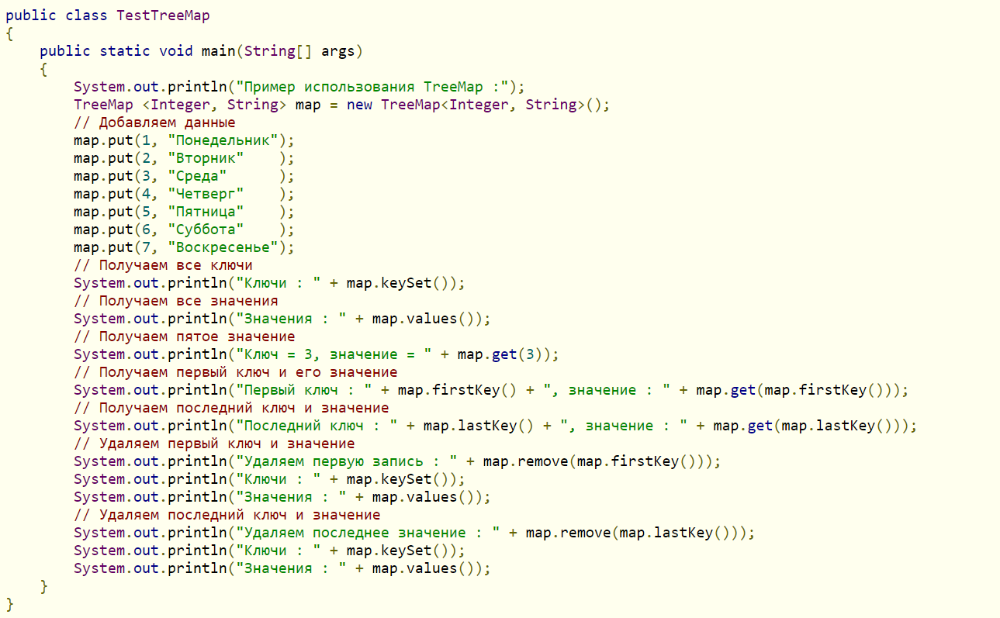 public class TestTreeMap
{
    public static void main(String[] args)
    {
        System.out.println("Пример использования TreeMap :");
        TreeMap <Integer, String> map = new TreeMap<Integer, String>();
        // Добавляем данные
        map.put(1, "Понедельник");
        map.put(2, "Вторник"    );
        map.put(3, "Среда"      );
        map.put(4, "Четверг"    );
        map.put(5, "Пятница"    );
        map.put(6, "Суббота"    );
        map.put(7, "Воскресенье");
        // Получаем все ключи
        System.out.println("Ключи : " + map.keySet());
        // Получаем все значения
        System.out.println("Значения : " + map.values());
        // Получаем пятое значение
        System.out.println("Ключ = 3, значение = " + map.get(3));
        // Получаем первый ключ и его значение
        System.out.println("Первый ключ : " + map.firstKey() + ", значение : " + map.get(map.firstKey()));
        // Получаем последний ключ и значение
        System.out.println("Последний ключ : " + map.lastKey() + ", значение : " + map.get(map.lastKey()));
        // Удаляем первый ключ и значение
        System.out.println("Удаляем первую запись : " + map.remove(map.firstKey()));
        System.out.println("Ключи : " + map.keySet());
        System.out.println("Значения : " + map.values());
        // Удаляем последний ключ и значение
        System.out.println("Удаляем последнее значение : " + map.remove(map.lastKey()));
        System.out.println("Ключи : " + map.keySet());
        System.out.println("Значения : " + map.values());
    }
}